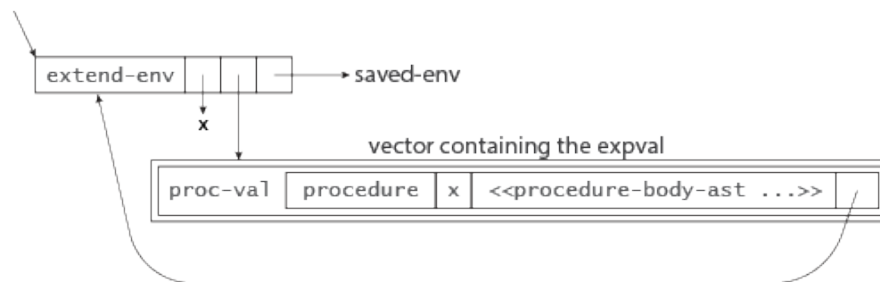 extend-env saved-env
x
vector containing the expval
proc-val procedure x <<procedure-body-ast ...>>